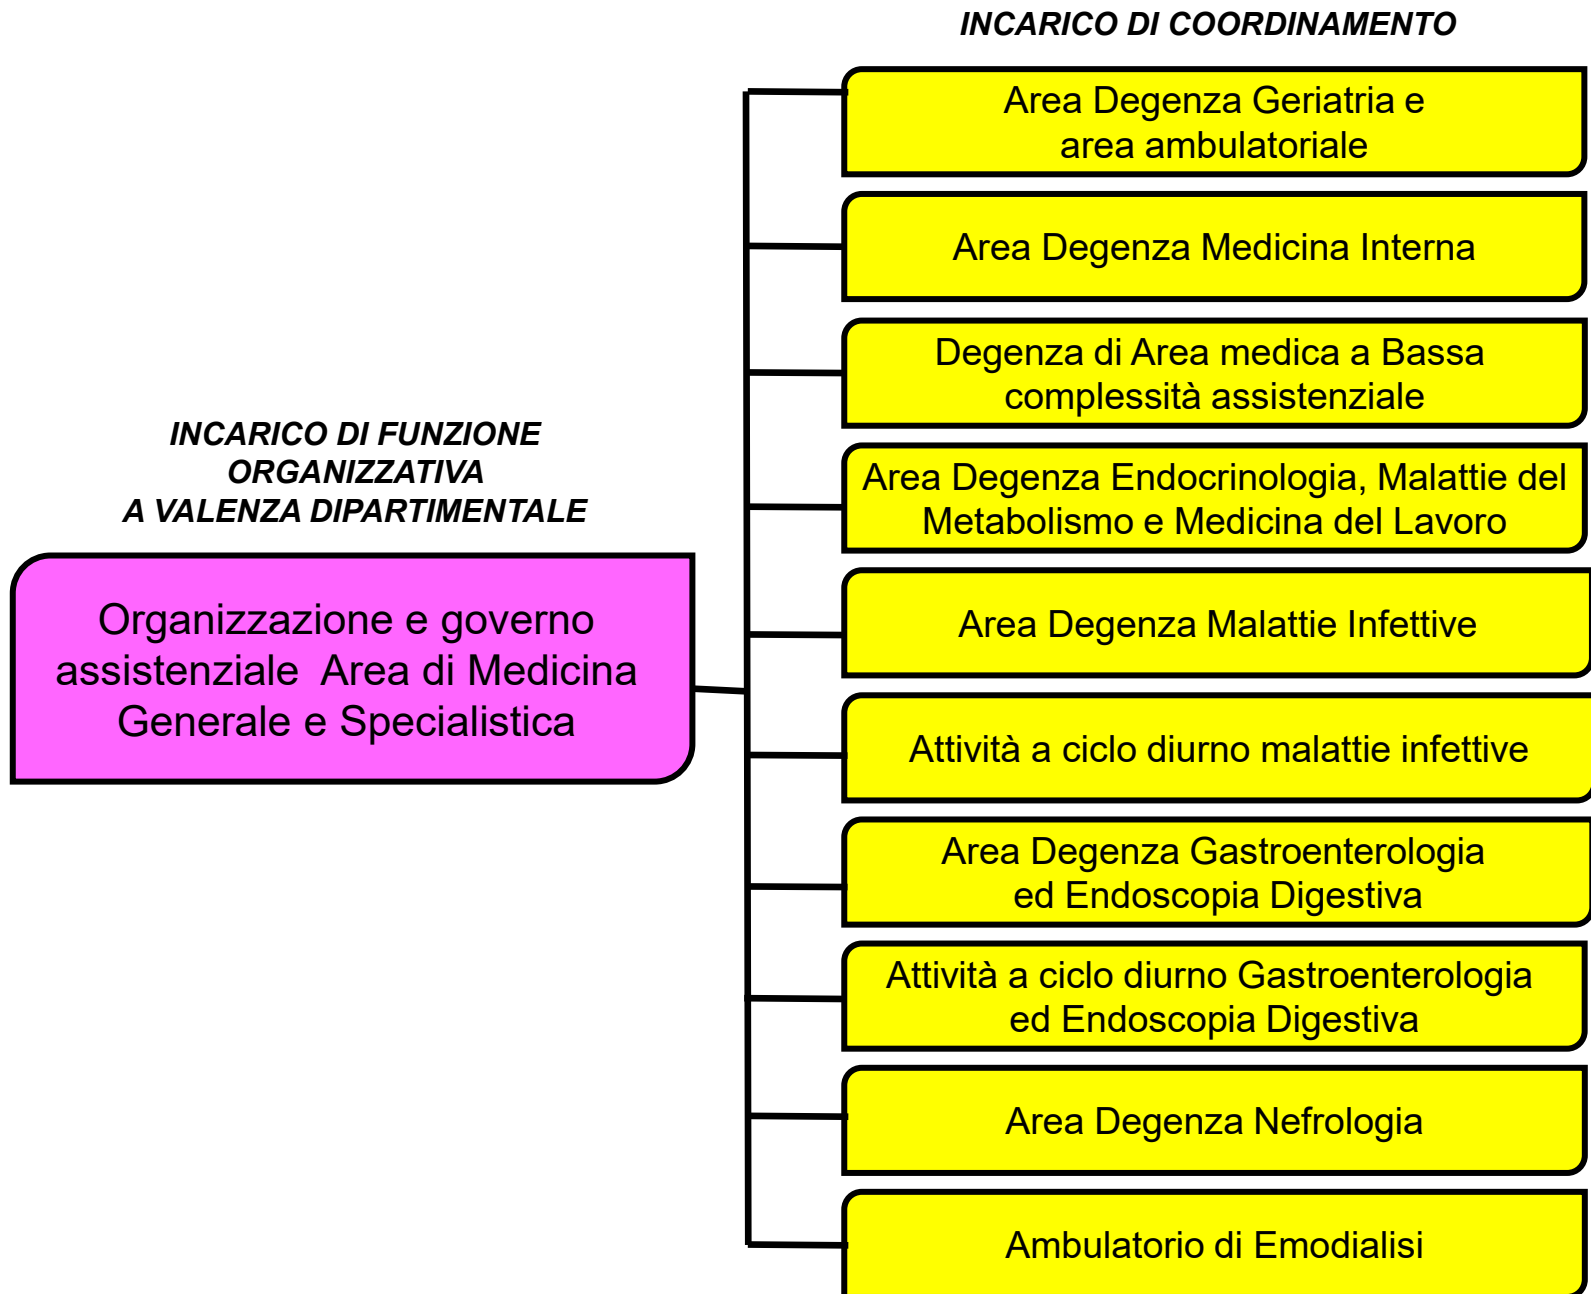 INCARICO DI COORDINAMENTO
Area Degenza Geriatria e
area ambulatoriale
Area Degenza Medicina Interna
Degenza di Area medica a Bassa
complessità assistenziale
Area Degenza Endocrinologia, Malattie del
Metabolismo e Medicina del Lavoro
Area Degenza Malattie Infettive
Attività a ciclo diurno malattie infettive
Area Degenza Gastroenterologia
ed Endoscopia Digestiva
Attività a ciclo diurno Gastroenterologia
ed Endoscopia Digestiva
Area Degenza Nefrologia
Ambulatorio di Emodialisi
INCARICO DI FUNZIONE
ORGANIZZATIVA
A VALENZA DIPARTIMENTALE
Organizzazione e governo
assistenziale Area di Medicina
Generale e Specialistica